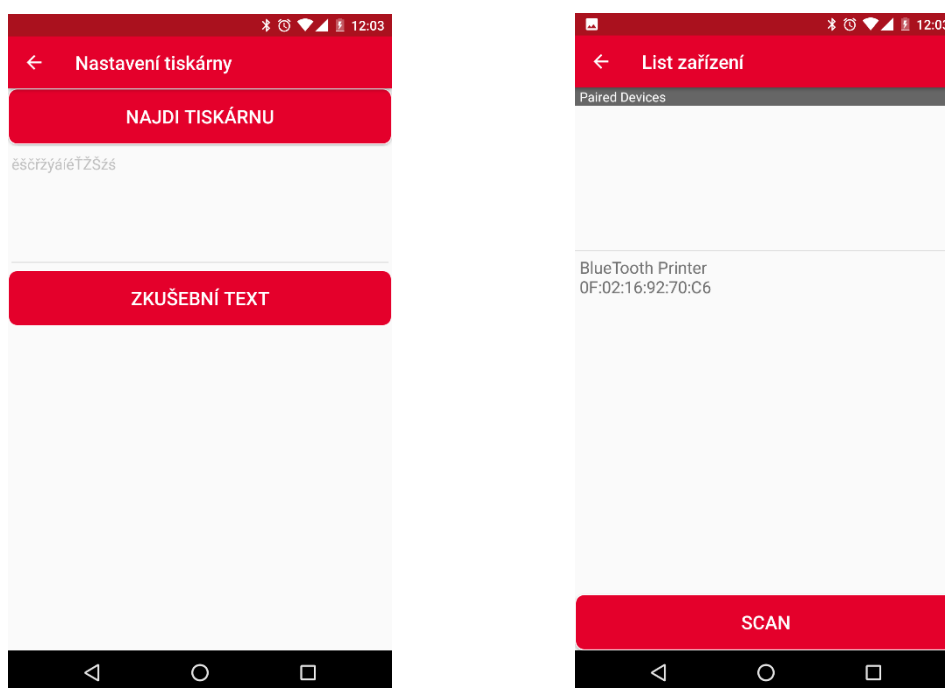 12:03
Nastavení tiskárny
NAJDI TISKÁRNU
ěščřžýáíéŤŽŠźś
ZKUŠEBNÍ TEXT
12:03
List zařízení
Paired Devices
BlueTooth Printer
0F:02:16:92:70:C6
SCAN